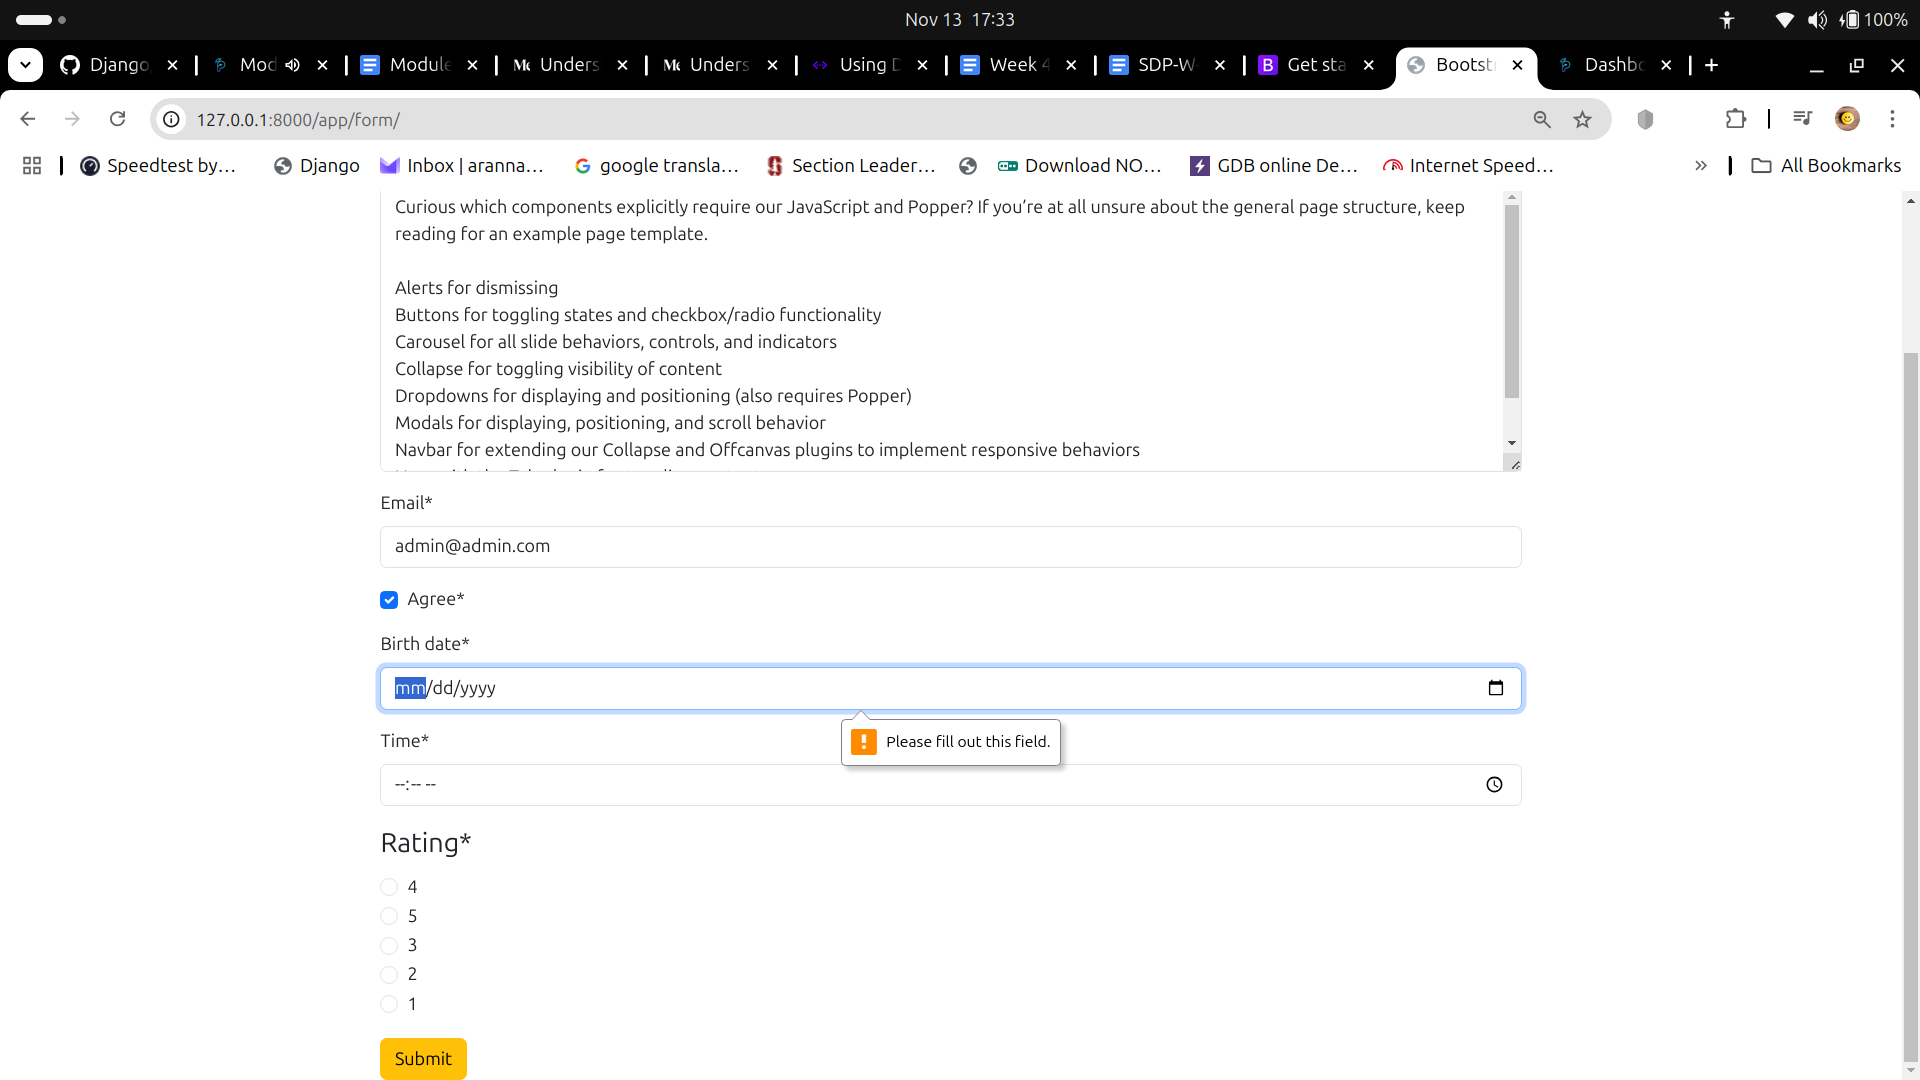 Nov 13 17:33
Django
Mod
Module
Unders
Unders
Using D
Week 4
SDP-W-
Get sta
Bootst
Dashbo
127.0.0.1:8000/app/form/
Speedtest by...
Django
Inbox | aranna...
google transla...
Section Leader...
Download NO...
GDB online De...
Internet Speed...
All Bookmarks
100%
Curious which components explicitly require our JavaScript and Popper? If you’re at all unsure about the general page structure, keep
reading for an example page template.
Alerts for dismissing
Buttons for toggling states and checkbox/radio functionality
Carousel for all slide behaviors, controls, and indicators
Collapse for toggling visibility of content
Dropdowns for displaying and positioning (also requires Popper)
Modals for displaying, positioning, and scroll behavior
Navbar for extending our Collapse and Offcanvas plugins to implement responsive behaviors
Email*
admin@admin.com
Agree*
Birth date*
mm/dd/yyyy
Please fill out this field.
Time*
--:-- --
Rating*
4
5
3
2
1
Submit